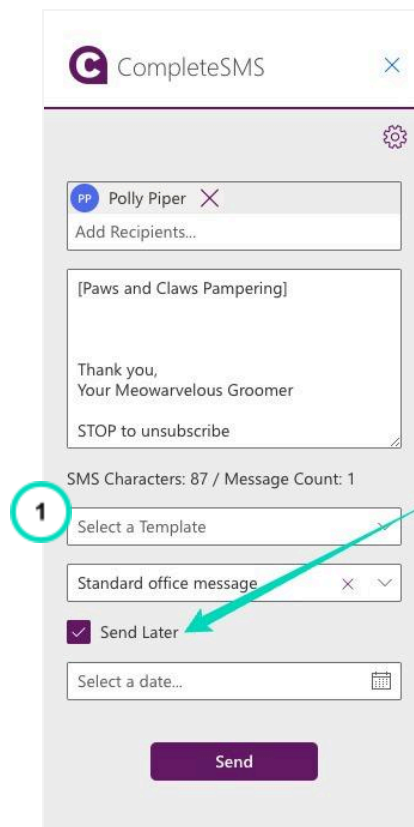 C CompleteSMS
PP Polly Piper
Add Recipients...
[Paws and Claws Pampering]
Thank you,
Your Meowarvelous Groomer
STOP to unsubscribe
SMS Characters: 87 / Message Count: 1
1
Select a Template
Standard office message
Send Later
Select a date...
Send